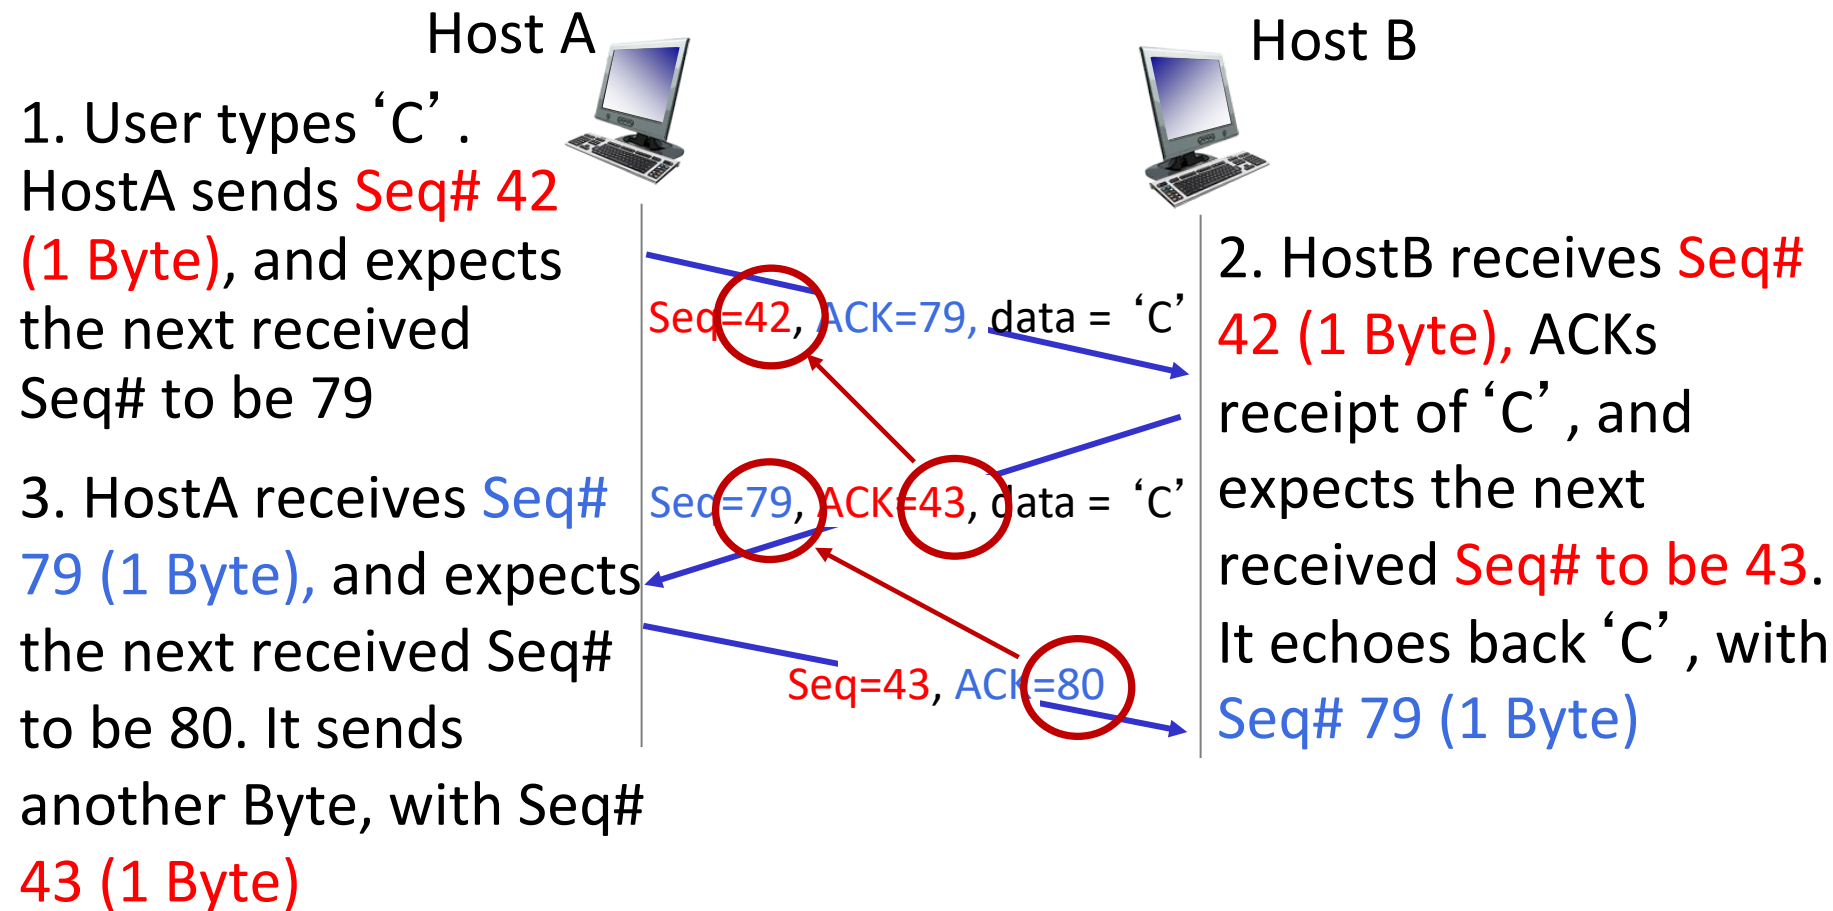 Host A
Host B
1. User types ‘C’ .
HostA sends Seq# 42
(1 Byte), and expects
the next received
Seq# to be 79
Seq=42, ACK=79, data = ‘C’
2. HostB receives Seq#
42 (1 Byte), ACKs
receipt of ‘C’ , and
expects the next
received Seq# to be 43.
It echoes back ‘C’ , with
Seq# 79 (1 Byte)
Seq=79, ACK=43, data = ‘C’
3. HostA receives Seq#
79 (1 Byte), and expects
the next received Seq#
to be 80. It sends
another Byte, with Seq#
43 (1 Byte)
Seq=43, ACK=80